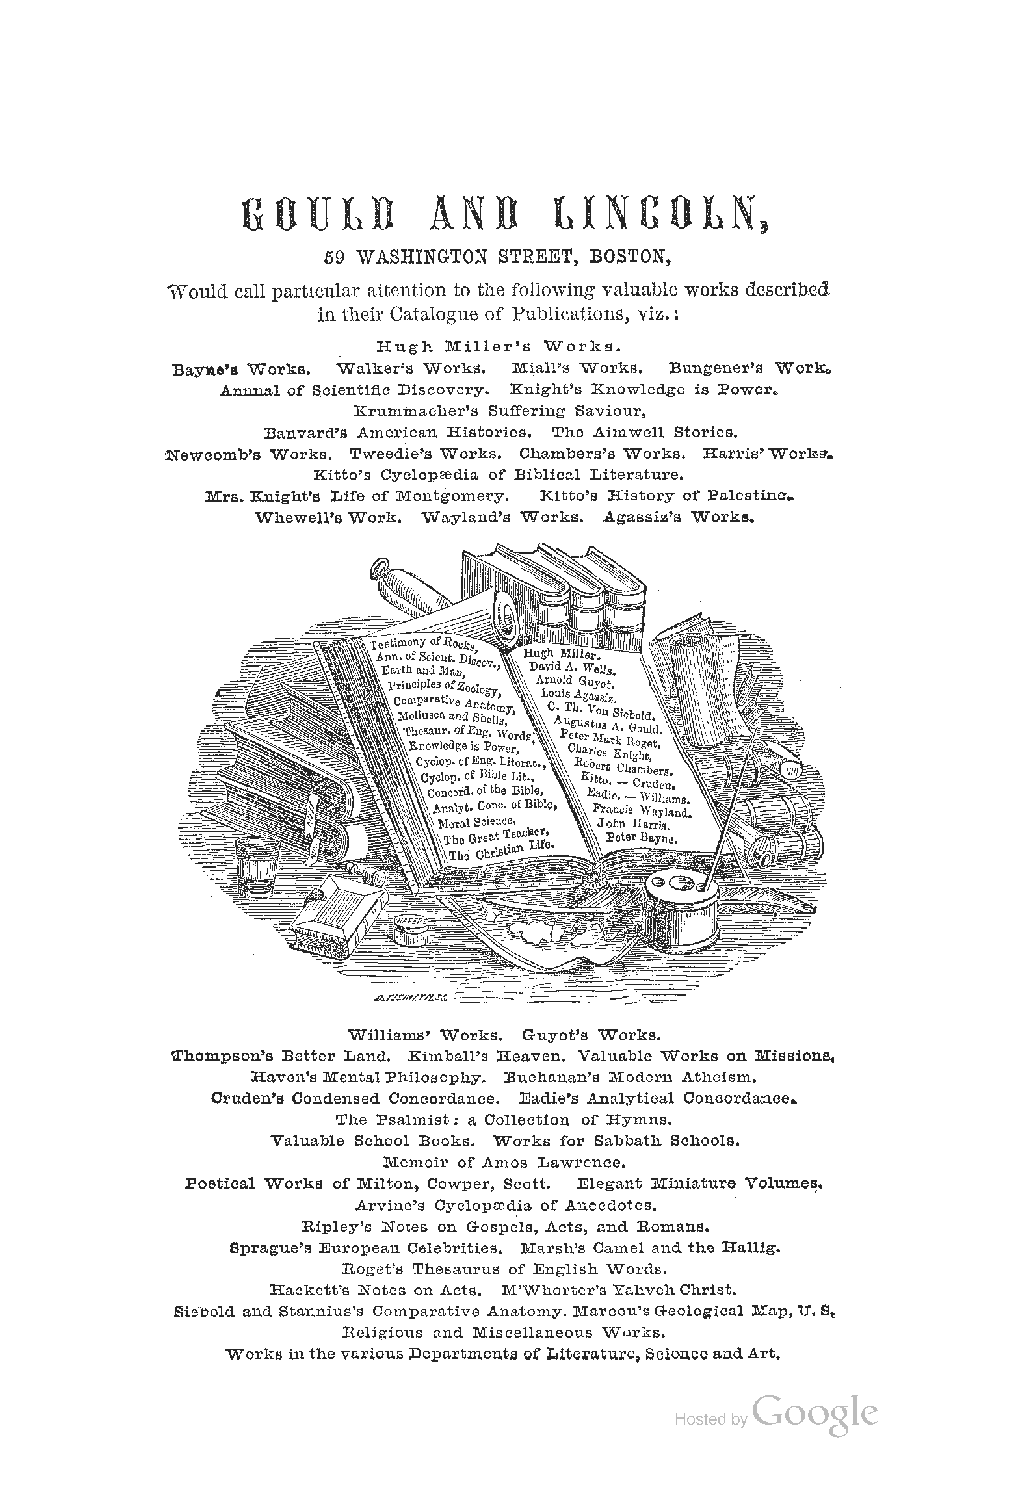 GOULD AND LINCOLN,
59 WASHINGTON STREET, BOSTON,
Would call particular attention to the following valuable works described
in their Catalogue of Publications, viz.:
Hugh Miller's Works.
Bayne's Works. Walker's Works. Miall's Works. Bungener's Work.
Annual of Scientific Discovery. Knight's Knowledge is Power.
Krummacher's Suffering Saviour,
Banvard's American Histories. The Aimwell Stories.
Newcomb's Works. Tweedie's Works. Chambers's Works. Harris' Works.
Kitto's Cyclopædia of Biblical Literature.
Mrs. Knight's Life of Montgomery. Kitto's History of Palestine.
Whewell's Work. Wayland's Works. Agassiz's Works.
Testimony of Rocks,
Ann. of Scient. Discov.,
Earth and Man,
Principles of Zoology,
Comparative Anatomy,
Mollusca and Shells,
Thesaur. of Eng. Words,
Knowledge is Power,
Cyclop. of Eng. Literae.,
Cyclop. of Bible Lit.,
Concord. of the Bible,
Analyt. Conc. of Bible,
Moral Science,
The Great Teacher,
The Christian Life.
Hugh Miller.
David A. Wells.
Arnold Guyot.
Louis Agassiz.
C. Th. Von Siebold.
Augustus A. Gould.
Peter Mark Roget,
Charles Knight,
Robert Chambers.
Kitto. — Cruden.
Eadie. — Williams.
Francis Wayland.
John Harris.
Peter Bayne.
Williams' Works. Guyot's Works.
Thompson's Better Land. Kimball's Heaven. Valuable Works on Missions.
Haven's Mental Philosophy. Buchanan's Modern Atheism.
Cruden's Condensed Concordance. Eadie's Analytical Concordance.
The Psalmist: a Collection of Hymns.
Valuable School Books. Works for Sabbath Schools.
Memoir of Amos Lawrence.
Poetical Works of Milton, Cowper, Scott. Elegant Miniature Volumes.
Arvine's Cyclopædia of Anecdotes.
Ripley's Notes on Gospels, Acts, and Romans.
Sprague's European Celebrities. Marsh's Camel and the Hallig.
Roget's Thesaurus of English Words.
Hackett's Notes on Acts. M'Whorter's Yahveh Christ.
Siebold and Stannius's Comparative Anatomy. Marcou's Geological Map, U. S.
Religious and Miscellaneous Works.
Works in the various Departments of Literature, Science and Art.
Hosted by Google